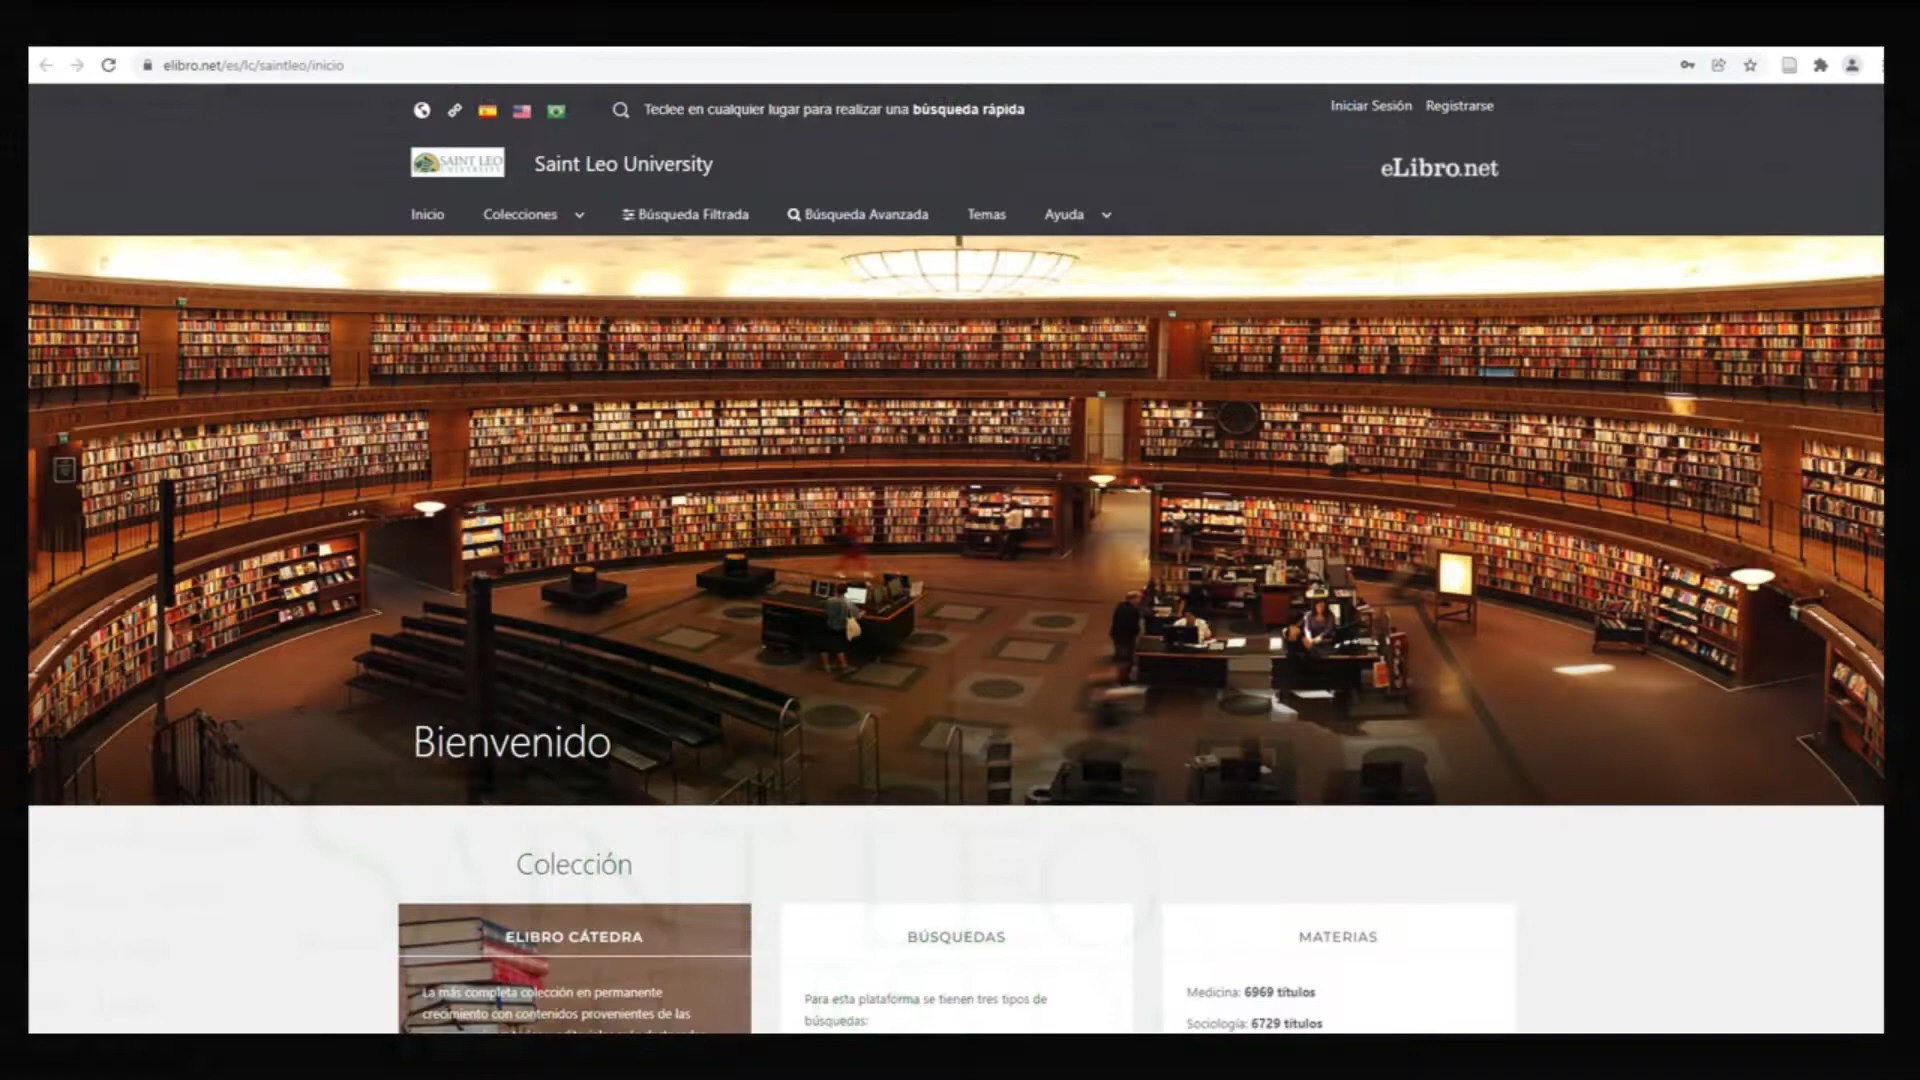 elibro.net/es/lc/saintleo/inicio
Teclee en cualquier lugar para realizar una búsqueda rápida
Iniciar Sesión Registrarse
SAINT LEO
UNIVERSITY
Saint Leo University
eLibro.net
Inicio Colecciones Búsqueda Filtrada Búsqueda Avanzada Temas Ayuda
Bienvenido
Colección
ELIBRO CÁTEDRA
La más completa colección en permanente
crecimiento con contenidos provenientes de las
BÚSQUEDAS
Para esta plataforma se tienen tres tipos de
búsquedas:
MATERIAS
Medicina: 6969 títulos
Sociología: 6729 títulos